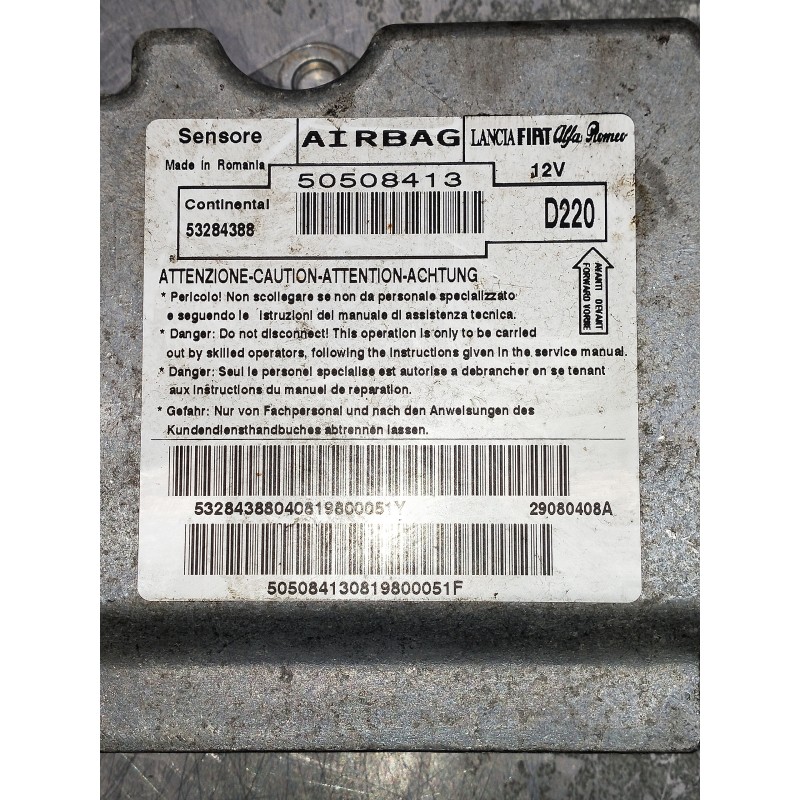 Sensore AIRBAG LANCIA FIAT Alfa Romeo
Made in Romania 50508413 12V
Continental D220
53284388
ATTENZIONE-CAUTION-ATTENTION-ACHTUNG
AVANTI DEVANT
FORWARD VORNE
* Pericolo! Non scollegare se non da personale specializzato
e seguendo le istruzioni del manuale di assistenza tecnica.
* Danger: Do not disconnect! This operation is only to be carried
out by skilled operators, following the instructions given in the service manual.
* Danger: Seul le personel specialise est autorise a debrancher en se tenant
aux instructions du manuel de reparation.
* Gefahr: Nur von Fachpersonal und nach den Anweisungen des
Kundendiensthandbuches abtrennen lassen.
53284388040819800051Y 29080408A
505084130819800051F